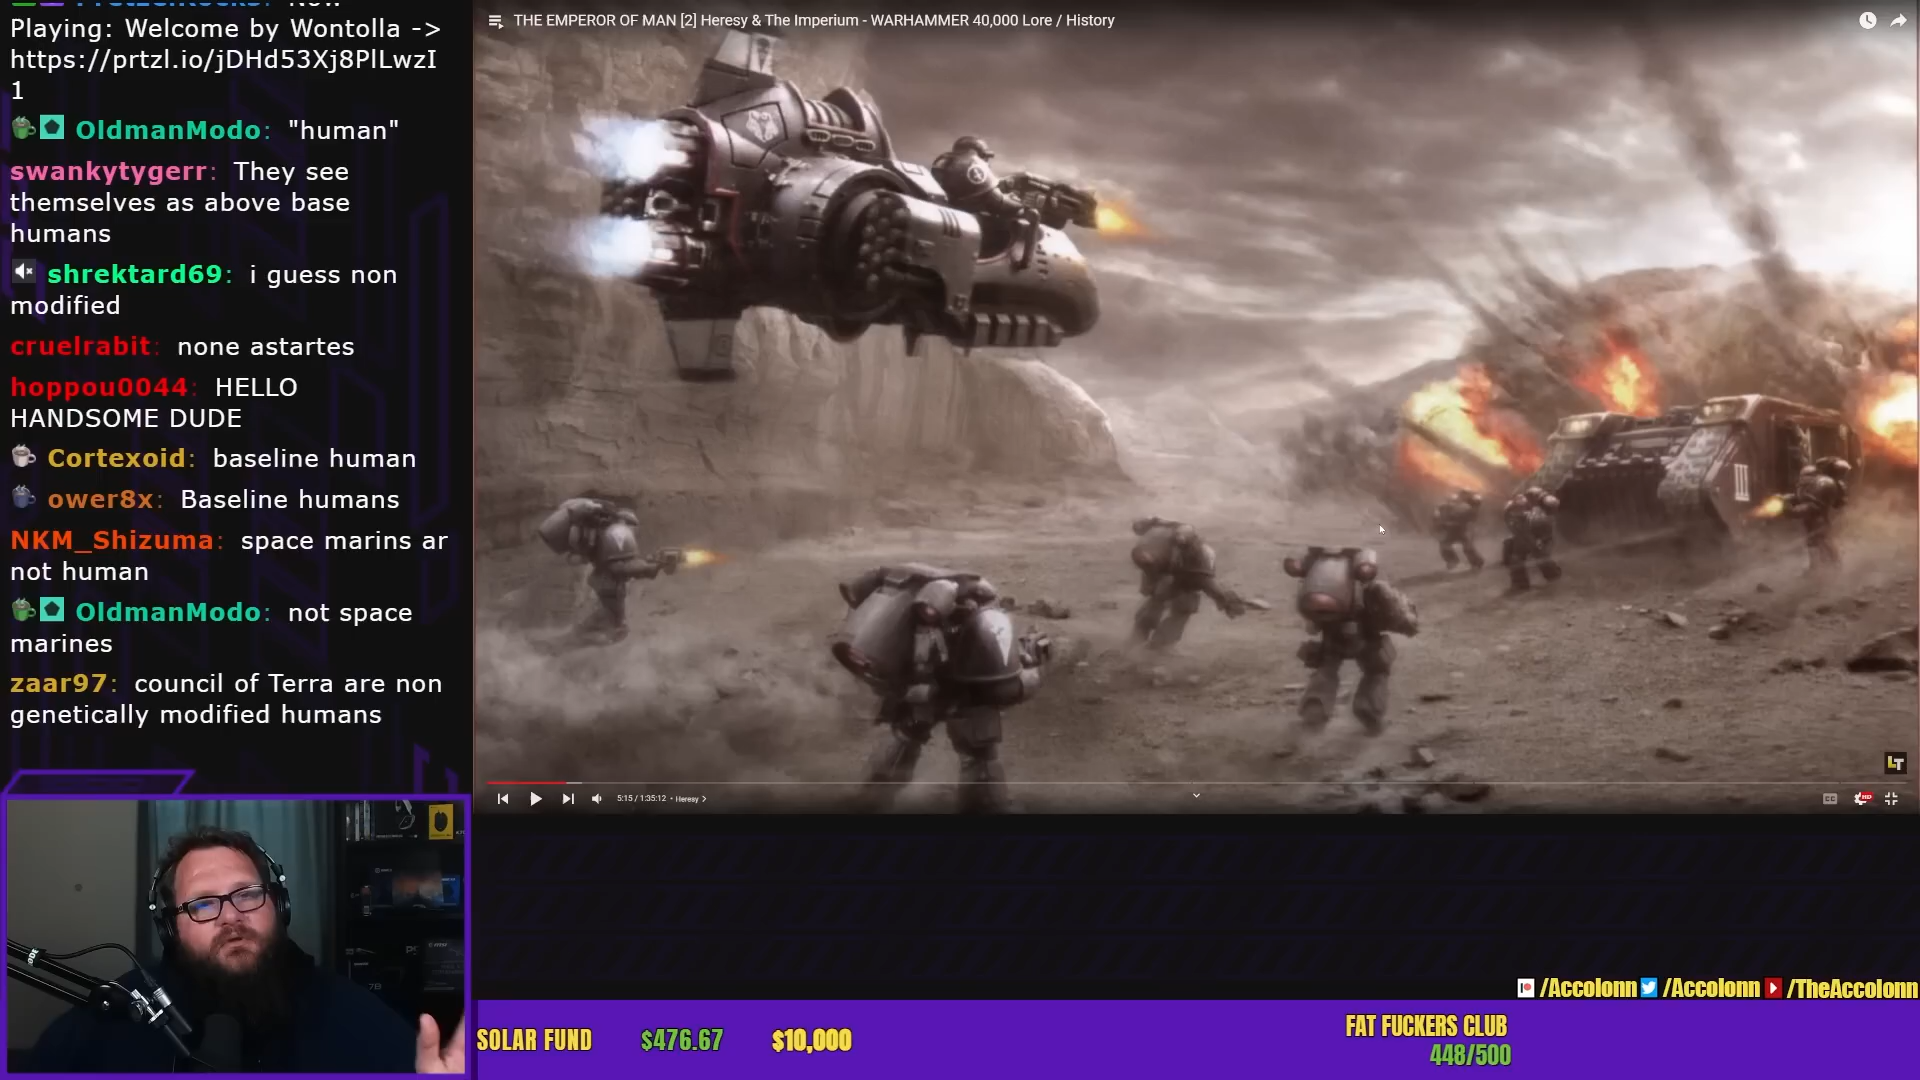 Playing: Welcome by Wontolla ->
https://prtzl.io/jDHd53Xj8PlLwzI
1
OldmanModo: "human"
swankytygerr: They see
themselves as above base
humans
shrektard69: i guess non
modified
cruelrabit: none astartes
hoppou0044: HELLO
HANDSOME DUDE
Cortexoid: baseline human
ower8x: Baseline humans
NKM_Shizuma: space marins ar
not human
OldmanModo: not space
marines
zaar97: council of Terra are non
genetically modified humans
THE EMPEROR OF MAN [2] Heresy & The Imperium - WARHAMMER 40,000 Lore / History
LT
5:15 / 1:35:12 • Heresy >
CC
HD
/Accolonn /Accolonn /TheAccolonn
SOLAR FUND $476.67 $10,000
FAT FUCKERS CLUB
448/500